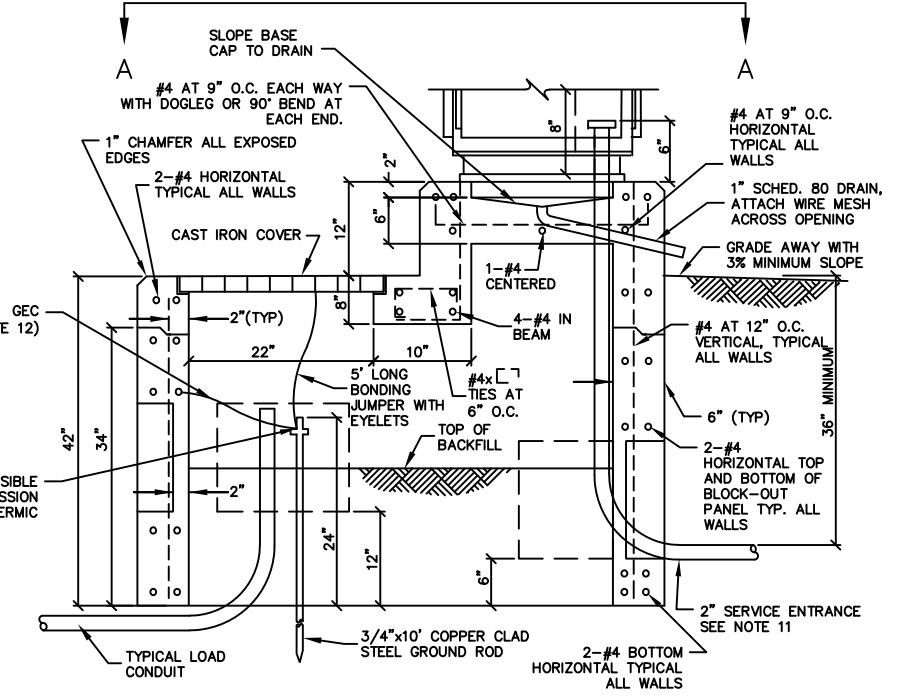 A
A
SLOPE BASE
CAP TO DRAIN
#4 AT 9" O.C. EACH WAY
WITH DOGLEG OR 90° BEND AT
EACH END.
1" CHAMFER ALL EXPOSED
EDGES
2-#4 HORIZONTAL
TYPICAL ALL WALLS
CAST IRON COVER
8"
6"
2"
12"
6"
8"
#4 AT 9" O.C.
HORIZONTAL
TYPICAL ALL
WALLS
1" SCHED. 80 DRAIN,
ATTACH WIRE MESH
ACROSS OPENING
GRADE AWAY WITH
3% MINIMUM SLOPE
1-#4
CENTERED
GEC
TE 12)
2"(TYP)
4-#4 IN
BEAM
22"
10"
#4 AT 12" O.C.
VERTICAL, TYPICAL
ALL WALLS
5' LONG
BONDING
JUMPER WITH
EYELETS
#4x
TIES AT
6" O.C.
36" MINIMUM
6" (TYP)
42"
34"
TOP OF
BACKFILL
2-#4
HORIZONTAL TOP
AND BOTTOM OF
BLOCK-OUT
PANEL TYP. ALL
WALLS
SIBLE
SSION
ERMIC
2"
24"
12"
6"
2" SERVICE ENTRANCE
SEE NOTE 11
3/4"x10' COPPER CLAD
STEEL GROUND ROD
TYPICAL LOAD
CONDUIT
2-#4 BOTTOM
HORIZONTAL TYPICAL
ALL WALLS